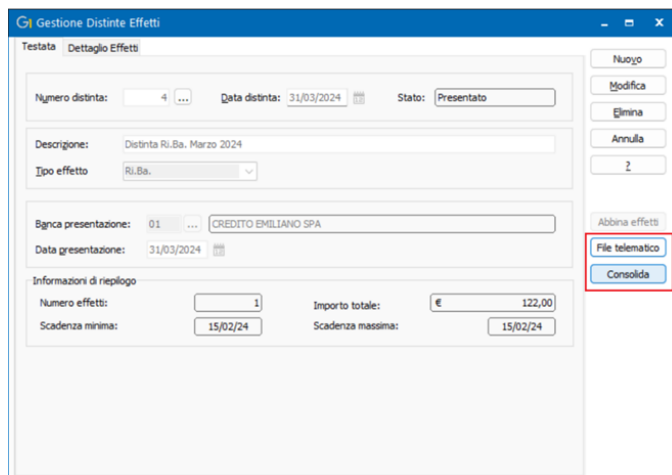 GI Gestione Distinte Effetti
Testata Dettaglio Effetti
Nuovo
Numero distinta: 4 ... Data distinta: 31/03/2024 Stato: Presentato
Modifica
Elimina
Descrizione: Distinta Ri.Ba. Marzo 2024
Annulla
Tipo effetto Ri.Ba.
?
Banca presentazione: 01 ... CREDITO EMILIANO SPA
Abbina effetti
Data presentazione: 31/03/2024
File telematico
Consolida
Informazioni di riepilogo
Numero effetti: 1 Importo totale: € 122,00
Scadenza minima: 15/02/24 Scadenza massima: 15/02/24